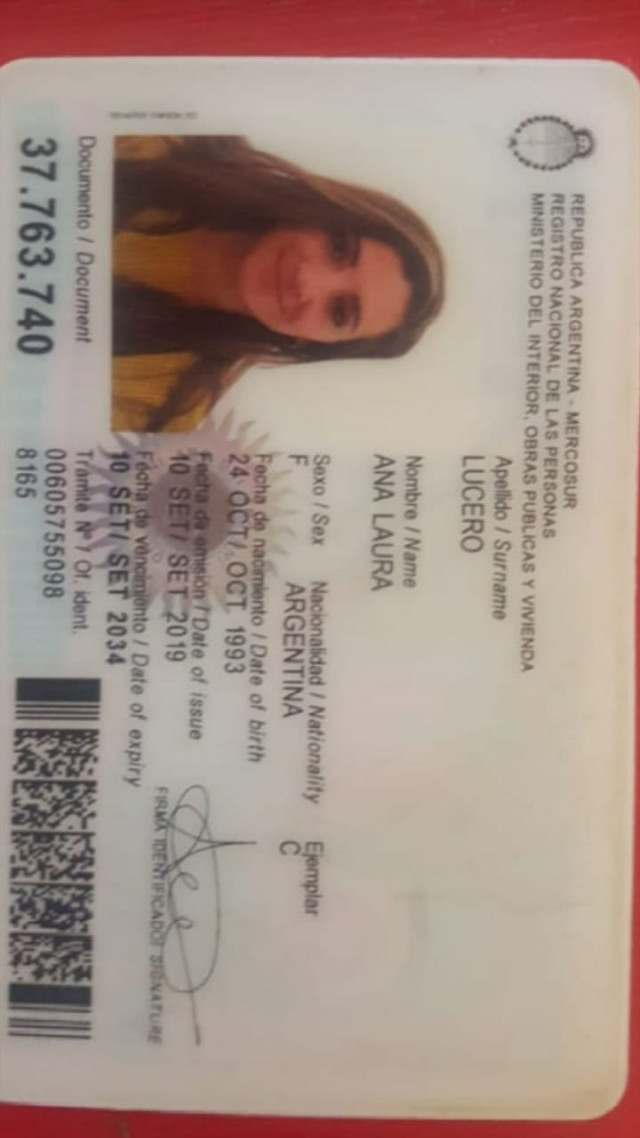 REPUBLICA ARGENTINA - MERCOSUR
REGISTRO NACIONAL DE LAS PERSONAS
MINISTERIO DEL INTERIOR, OBRAS PUBLICAS Y VIVIENDA
Apellido / Surname
LUCERO
Nombre / Name
ANA LAURA
Sexo / Sex Nacionalidad / Nationality Ejemplar
F ARGENTINA C
Fecha de nacimiento / Date of birth
24 OCT/ OCT 1993
Fecha de emisión / Date of issue
10 SET/ SET 2019
Fecha de vencimiento / Date of expiry
10 SET/ SET 2034
FIRMA IDENTIFICADO/ SIGNATURE
Documento / Document
37.763.740
Trámite Nº / Of. ident.
00605755098
8165